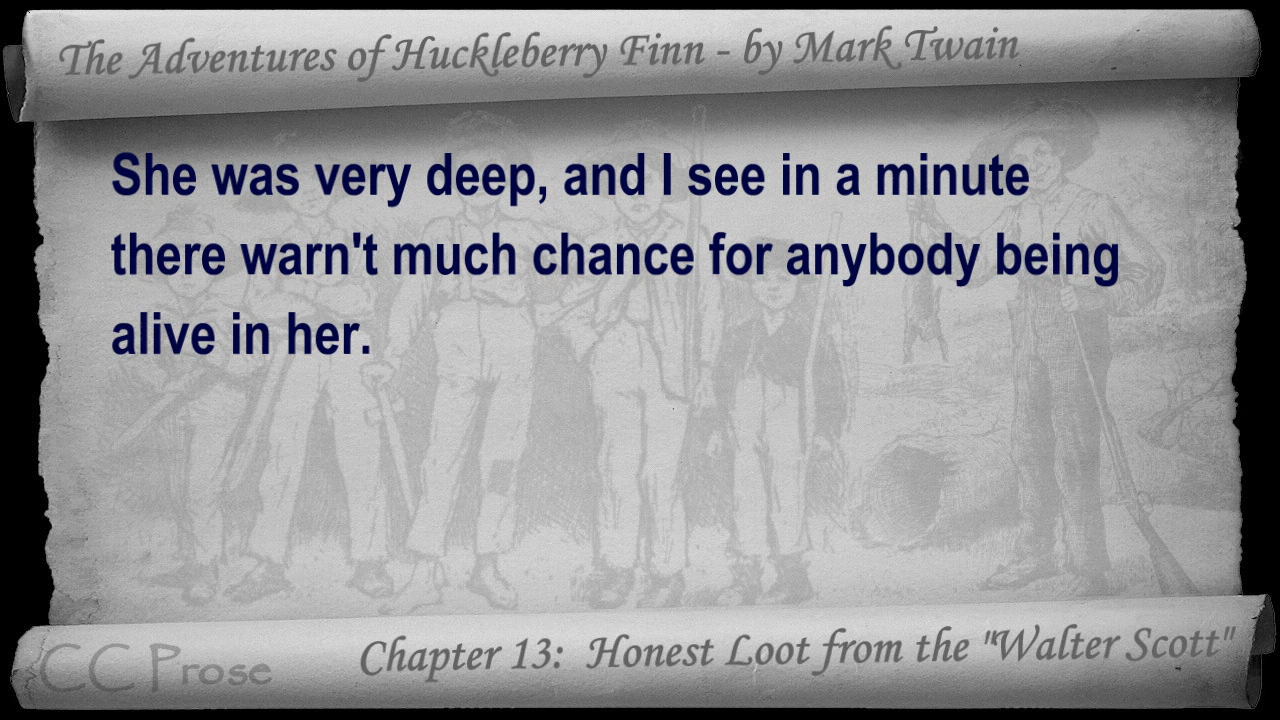 The Adventures of Huckleberry Finn - by Mark Twain
She was very deep, and I see in a minute
there warn't much chance for anybody being
alive in her.
CC Prose
Chapter 13: Honest Loot from the "Walter Scott"